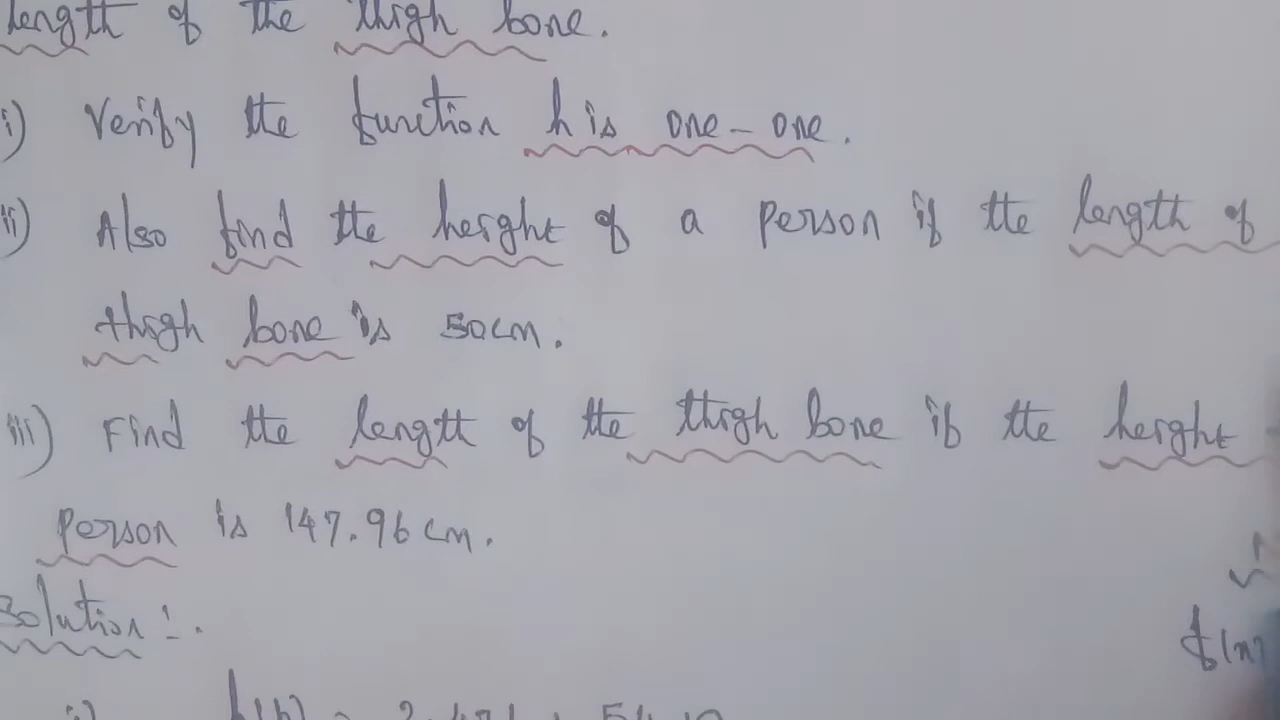 length of the thigh bone.
i) Verify the function h is one-one.
ii) Also find the height of a person if the length of
thigh bone is 50cm.
iii) Find the length of the thigh bone if the height
person is 147.96 cm.
Solution:.
i)